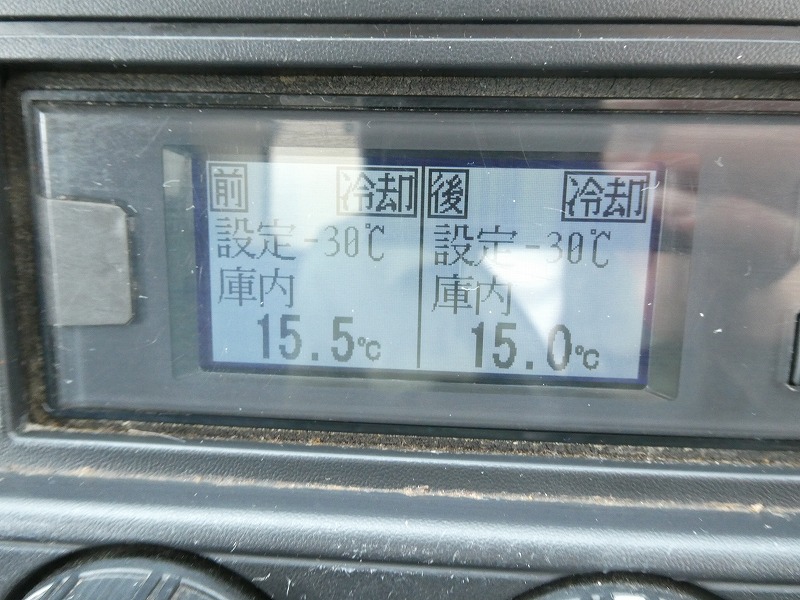 前 冷却
設定-30℃
庫内
15.5℃
後 冷却
設定-30℃
庫内
15.0℃